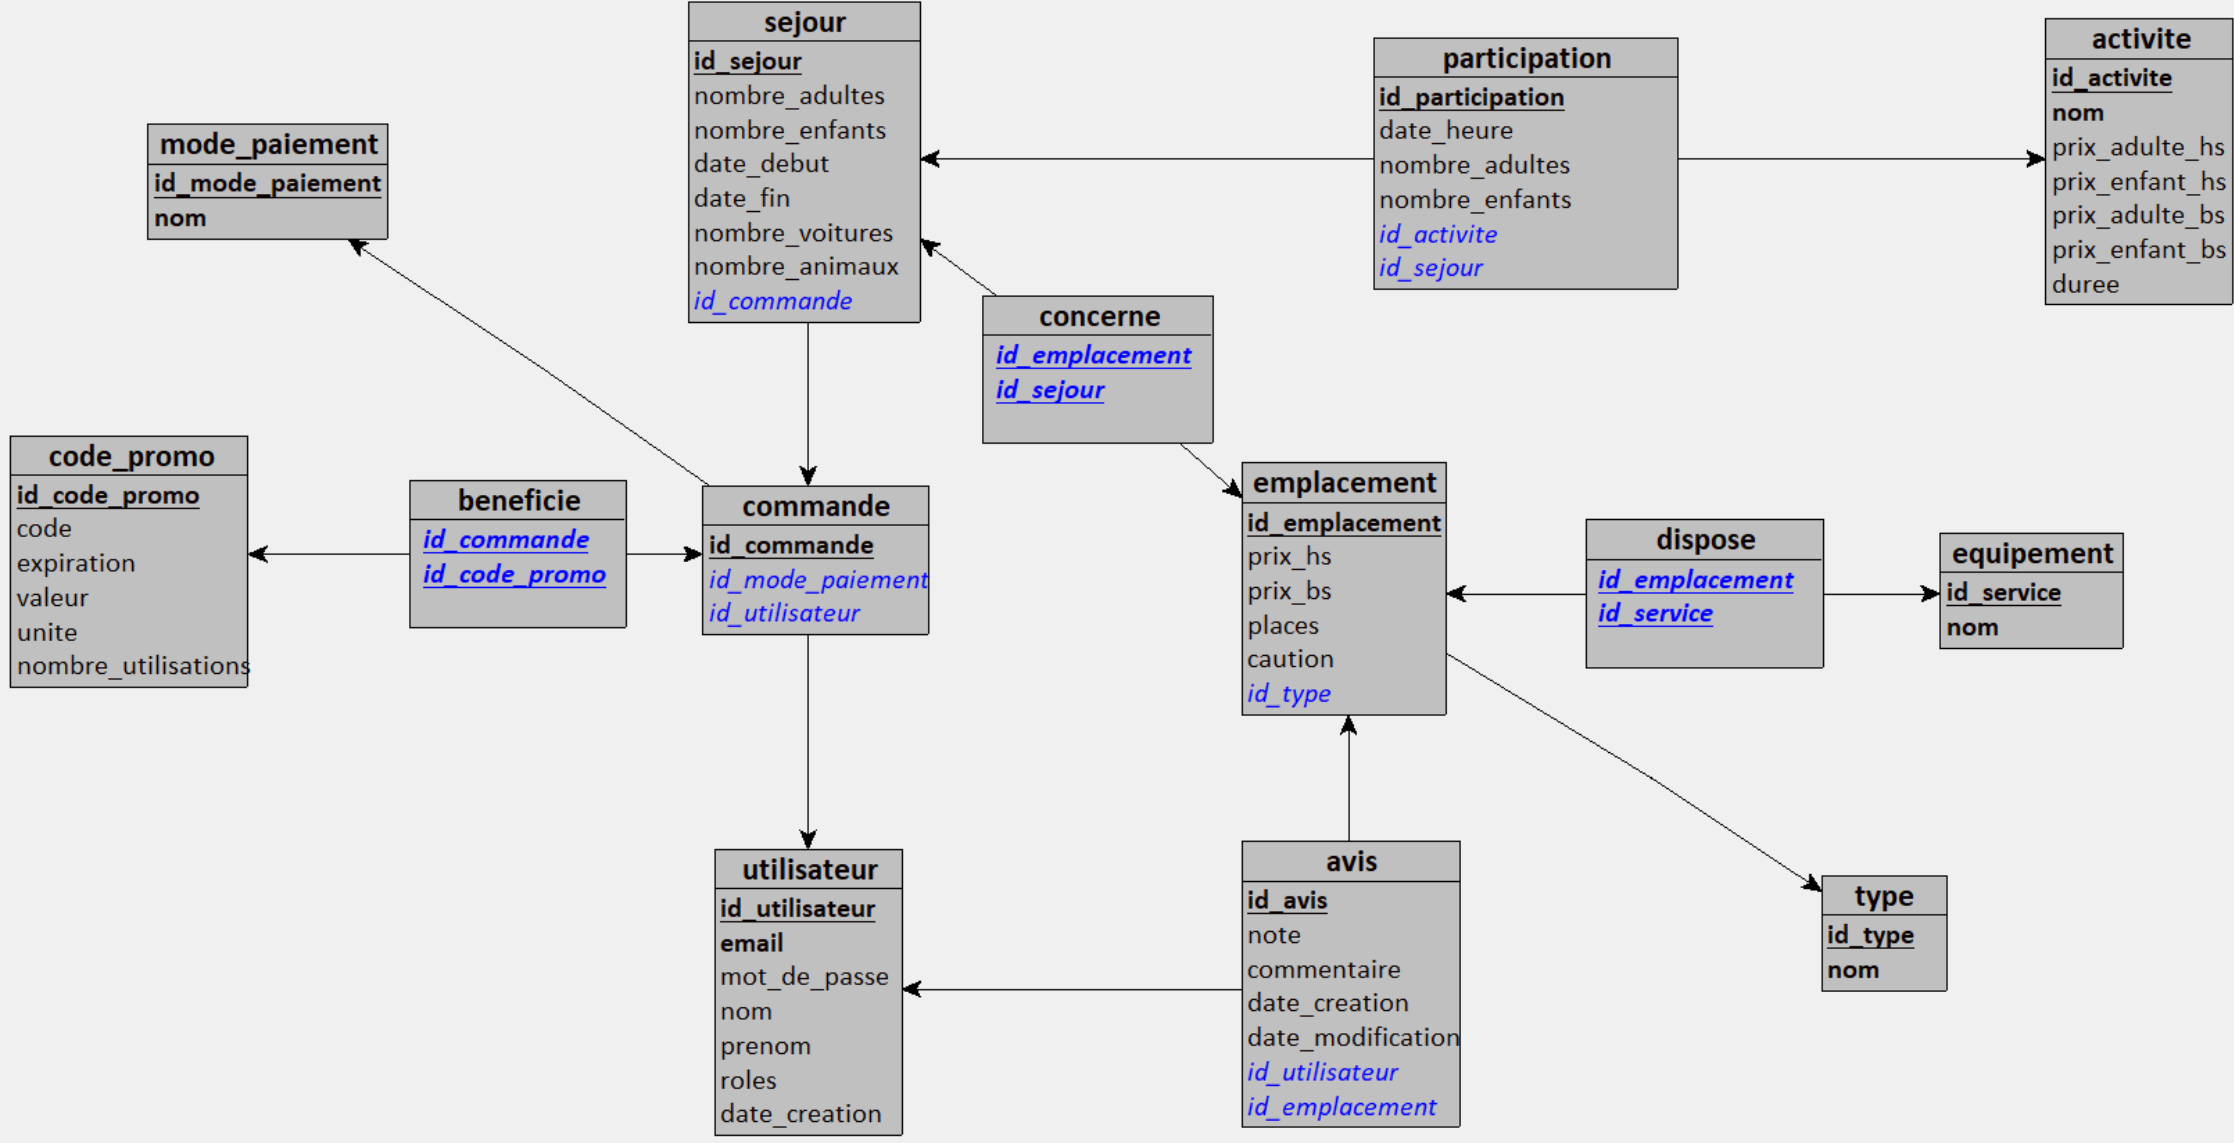 sejour
id_sejour
nombre_adultes
nombre_enfants
date_debut
date_fin
nombre_voitures
nombre_animaux
id_commande
participation
id_participation
date_heure
nombre_adultes
nombre_enfants
id_activite
id_sejour
activite
id_activite
nom
prix_adulte_hs
prix_enfant_hs
prix_adulte_bs
prix_enfant_bs
duree
mode_paiement
id_mode_paiement
nom
concerne
id_emplacement
id_sejour
code_promo
id_code_promo
code
expiration
valeur
unite
nombre_utilisations
beneficie
id_commande
id_code_promo
commande
id_commande
id_mode_paiement
id_utilisateur
emplacement
id_emplacement
prix_hs
prix_bs
places
caution
id_type
dispose
id_emplacement
id_service
equipement
id_service
nom
utilisateur
id_utilisateur
email
mot_de_passe
nom
prenom
roles
date_creation
avis
id_avis
note
commentaire
date_creation
date_modification
id_utilisateur
id_emplacement
type
id_type
nom